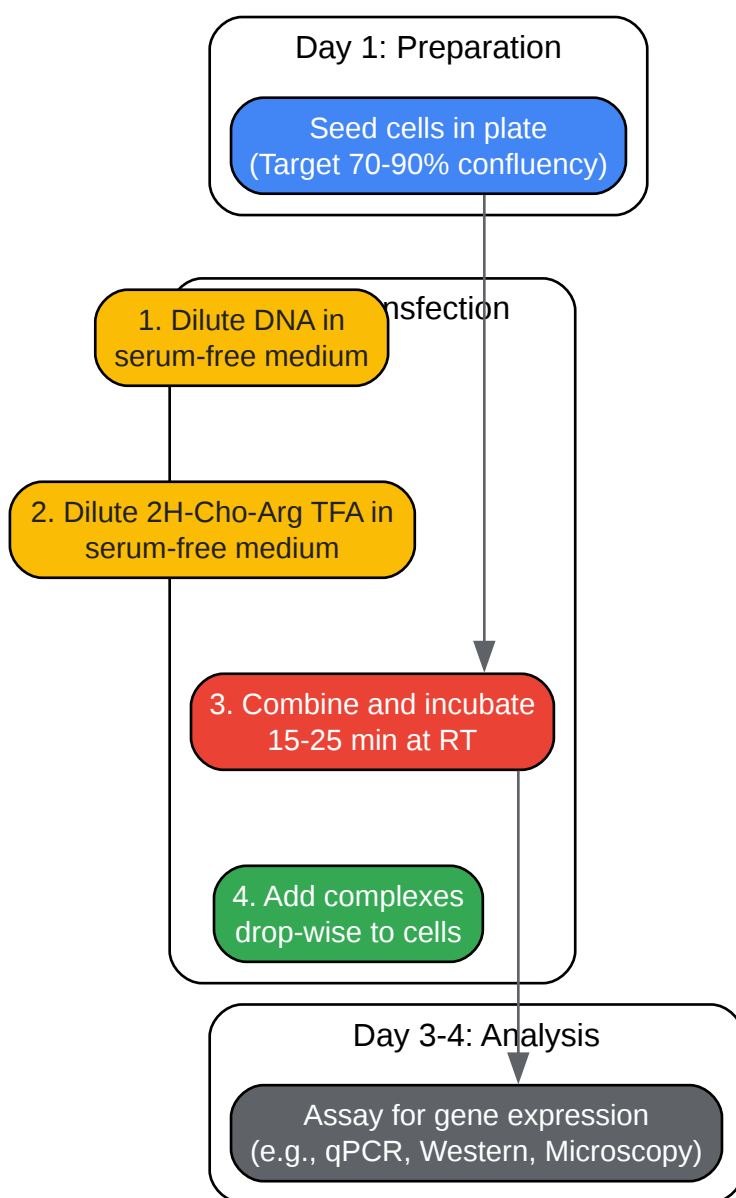 Day 1: Preparation
Seed cells in plate
(Target 70-90% confluency)
nsfection
1. Dilute DNA in
serum-free medium
2. Dilute 2H-Cho-Arg TFA in
serum-free medium
3. Combine and incubate
15-25 min at RT
4. Add complexes
drop-wise to cells
Day 3-4: Analysis
Assay for gene expression
(e.g., qPCR, Western, Microscopy)